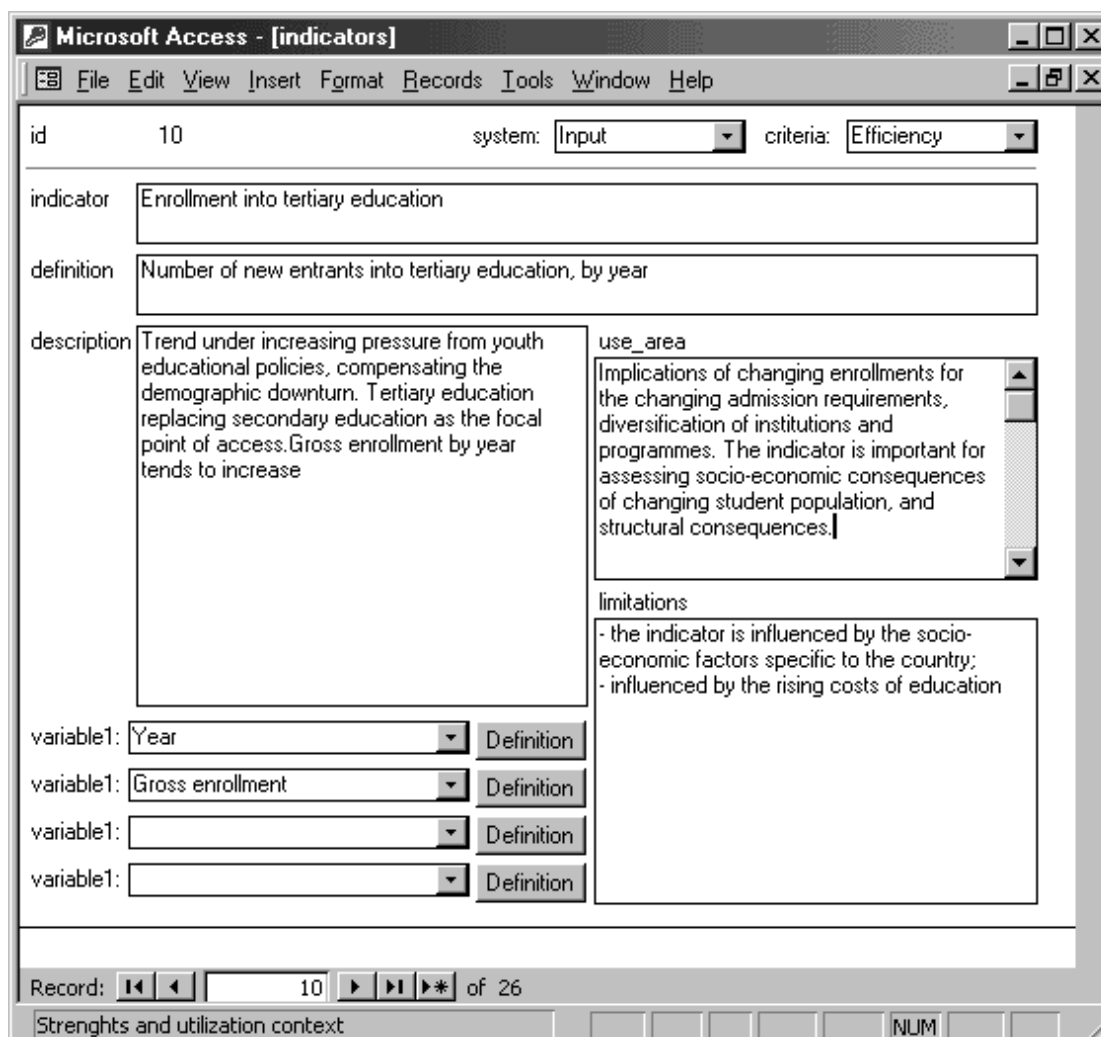 Microsoft Access - [indicators]
File Edit View Insert Format Records Tools Window Help
id 10 system: Input criteria: Efficiency
indicator Enrollment into tertiary education
definition Number of new entrants into tertiary education, by year
description
Trend under increasing pressure from youth
educational policies, compensating the
demographic downturn. Tertiary education
replacing secondary education as the focal
point of access.Gross enrollment by year
tends to increase
use_area
Implications of changing enrollments for
the changing admission requirements,
diversification of institutions and
programmes. The indicator is important for
assessing socio-economic consequences
of changing student population, and
structural consequences.
limitations
- the indicator is influenced by the socio-
economic factors specific to the country;
- influenced by the rising costs of education
variable1: Year Definition
variable1: Gross enrollment Definition
variable1: Definition
variable1: Definition
Record: 10 of 26
Strenghts and utilization context NUM